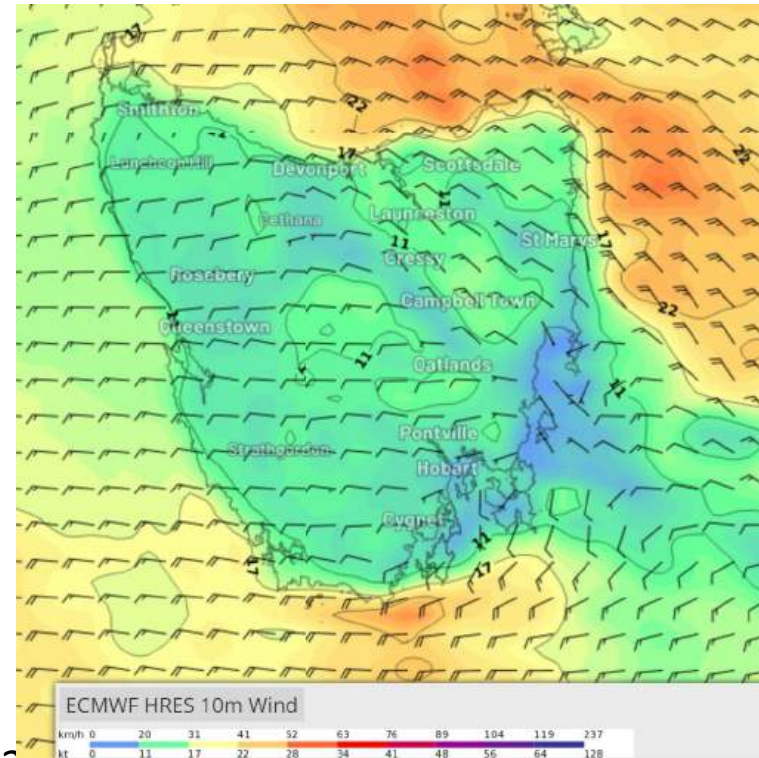 17
Smithton
22
Luncheon Hill
17
Devonport
Scottsdale
22
Cethana
11
Launceston
11
Cressy
St Marys
17
Rosebery
Campbell Town
22
Queenstown
11
Oatlands
11
Pontville
Strathgordon
Hobart
Cygnet
11
17
17
ECMWF HRES 10m Wind
km/h 0 20 31 41 52 63 76 89 104 119 237
kt 0 11 17 22 28 34 41 48 56 64 128